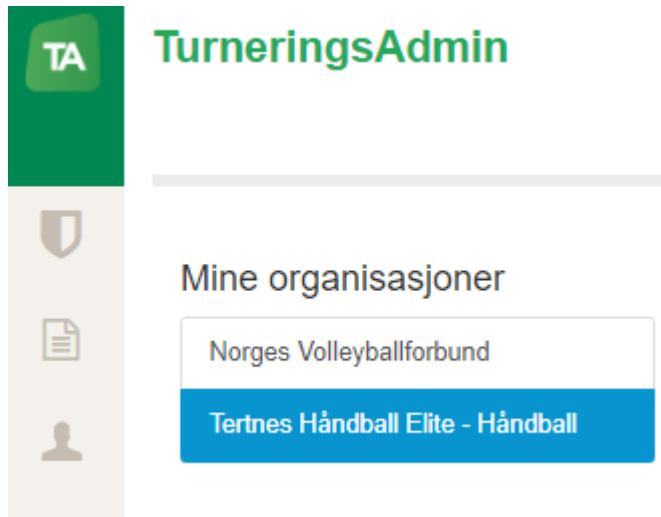 TA
TurneringsAdmin
Mine organisasjoner
Norges Volleyballforbund
Tertnes Håndball Elite - Håndball